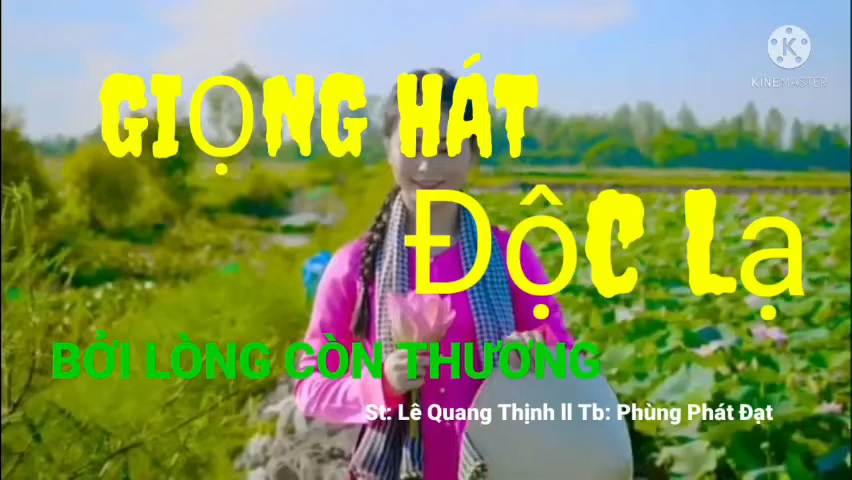 KINEMASTER
GIỌNG HÁT
ĐỘC LẠ
BỞI LÒNG CÒN THƯƠNG
St: Lê Quang Thịnh ll Tb: Phùng Phát Đạt